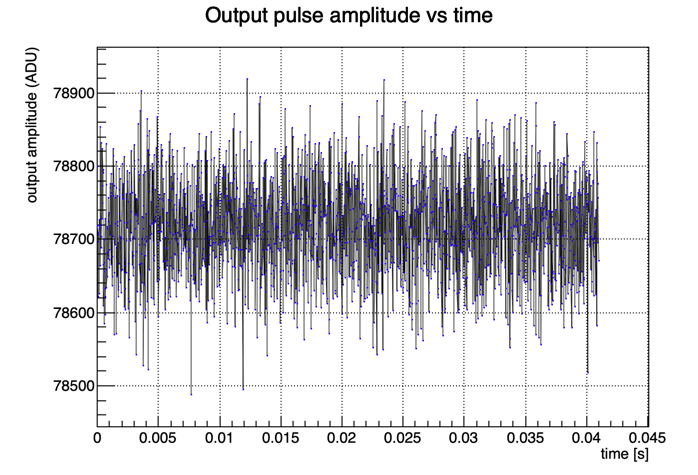 Output pulse amplitude vs time
output amplitude (ADU)
78900
78800
78700
78600
78500
0 0.005 0.01 0.015 0.02 0.025 0.03 0.035 0.04 0.045
time [s]